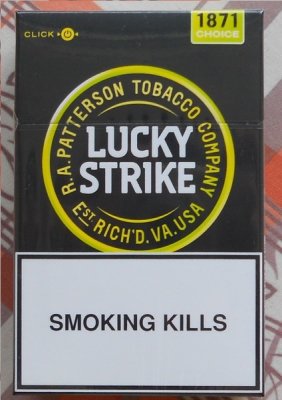 CLICK
1871
CHOICE
R.A.PATTERSON TOBACCO COMPANY
LUCKY
STRIKE
EST. RICH'D.VA.USA
SMOKING KILLS